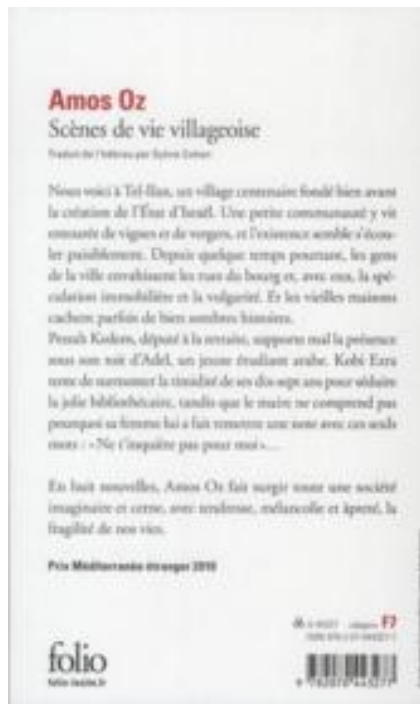 Amos Oz
Scènes de vie villageoise
Traduit de l'hébreu par Sylvie Cohen
Nous voici à Tel-Ilan, un village centenaire fondé bien avant
la création de l'État d'Israël. Une petite communauté y vit
entourée de vignes et de vergers, et l'existence semble s'écou-
ler paisiblement. Depuis quelque temps pourtant, les gens
de la ville envahissent les rues du bourg et, avec eux, la spé-
culation immobilière et la vulgarité. Et les vieilles maisons
cachent parfois de bien sombres histoires.
Pessah Kedem, député à la retraite, supporte mal la présence
sous son toit d'Adel, un jeune étudiant arabe. Kobi Ezra
tente de surmonter la timidité de ses dix-sept ans pour séduire
la jolie bibliothécaire, tandis que le maire ne comprend pas
pourquoi sa femme lui a fait remettre une note avec ces seuls
mots : « Ne t'inquiète pas pour moi »…
En huit nouvelles, Amos Oz fait surgir toute une société
imaginaire et cerne, avec tendresse, mélancolie et âpreté, la
fragilité de nos vies.
Prix Méditerranée étranger 2010
catégorie F7
folio
folio-lesite.fr
9 782070 445271